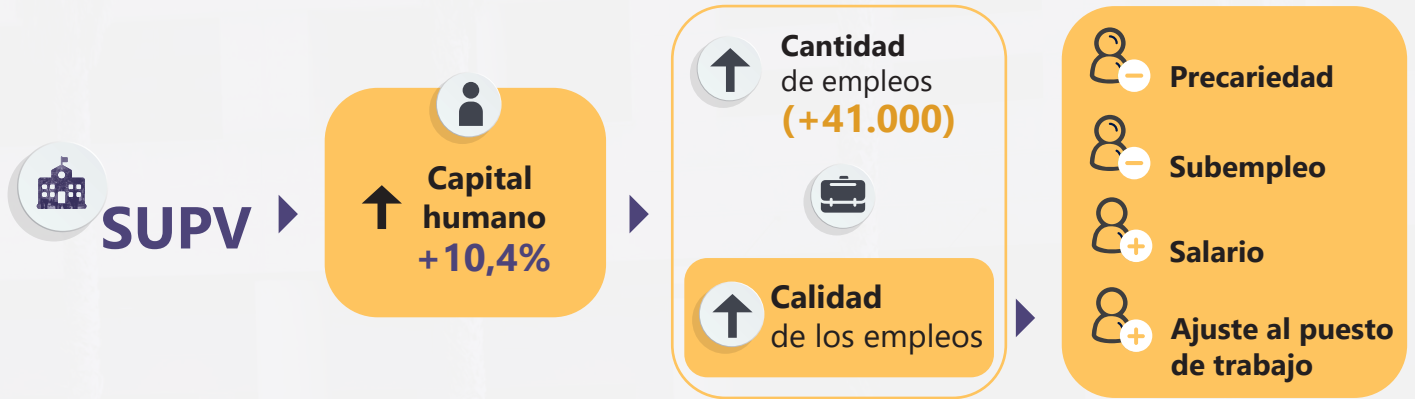 SUPV
Capital
humano
+10,4%
Cantidad
de empleos
(+41.000)
Calidad
de los empleos
Precariedad
Subempleo
Salario
Ajuste al puesto
de trabajo